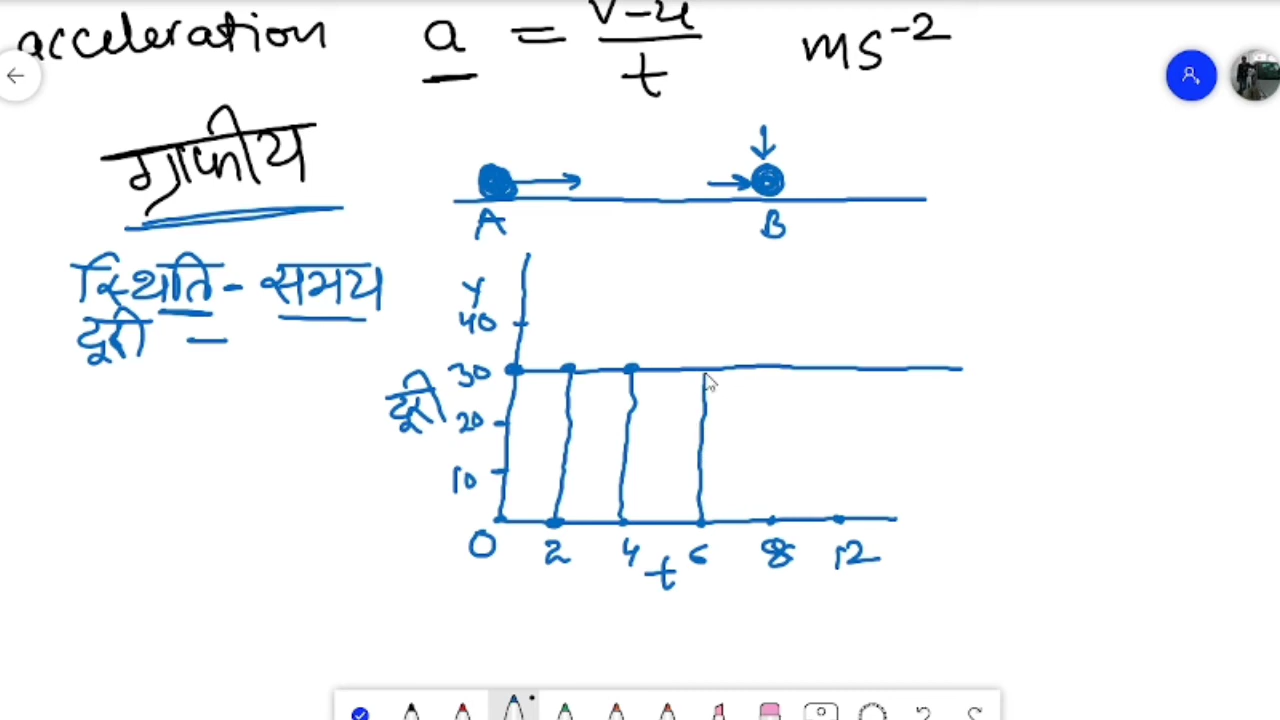 acceleration a = v-u/t ms-2
ग्राफीय
A B
स्थिति - समय
दूरी -
Y
40
30
दूरी 20
10
0 2 4 6 8 12
t